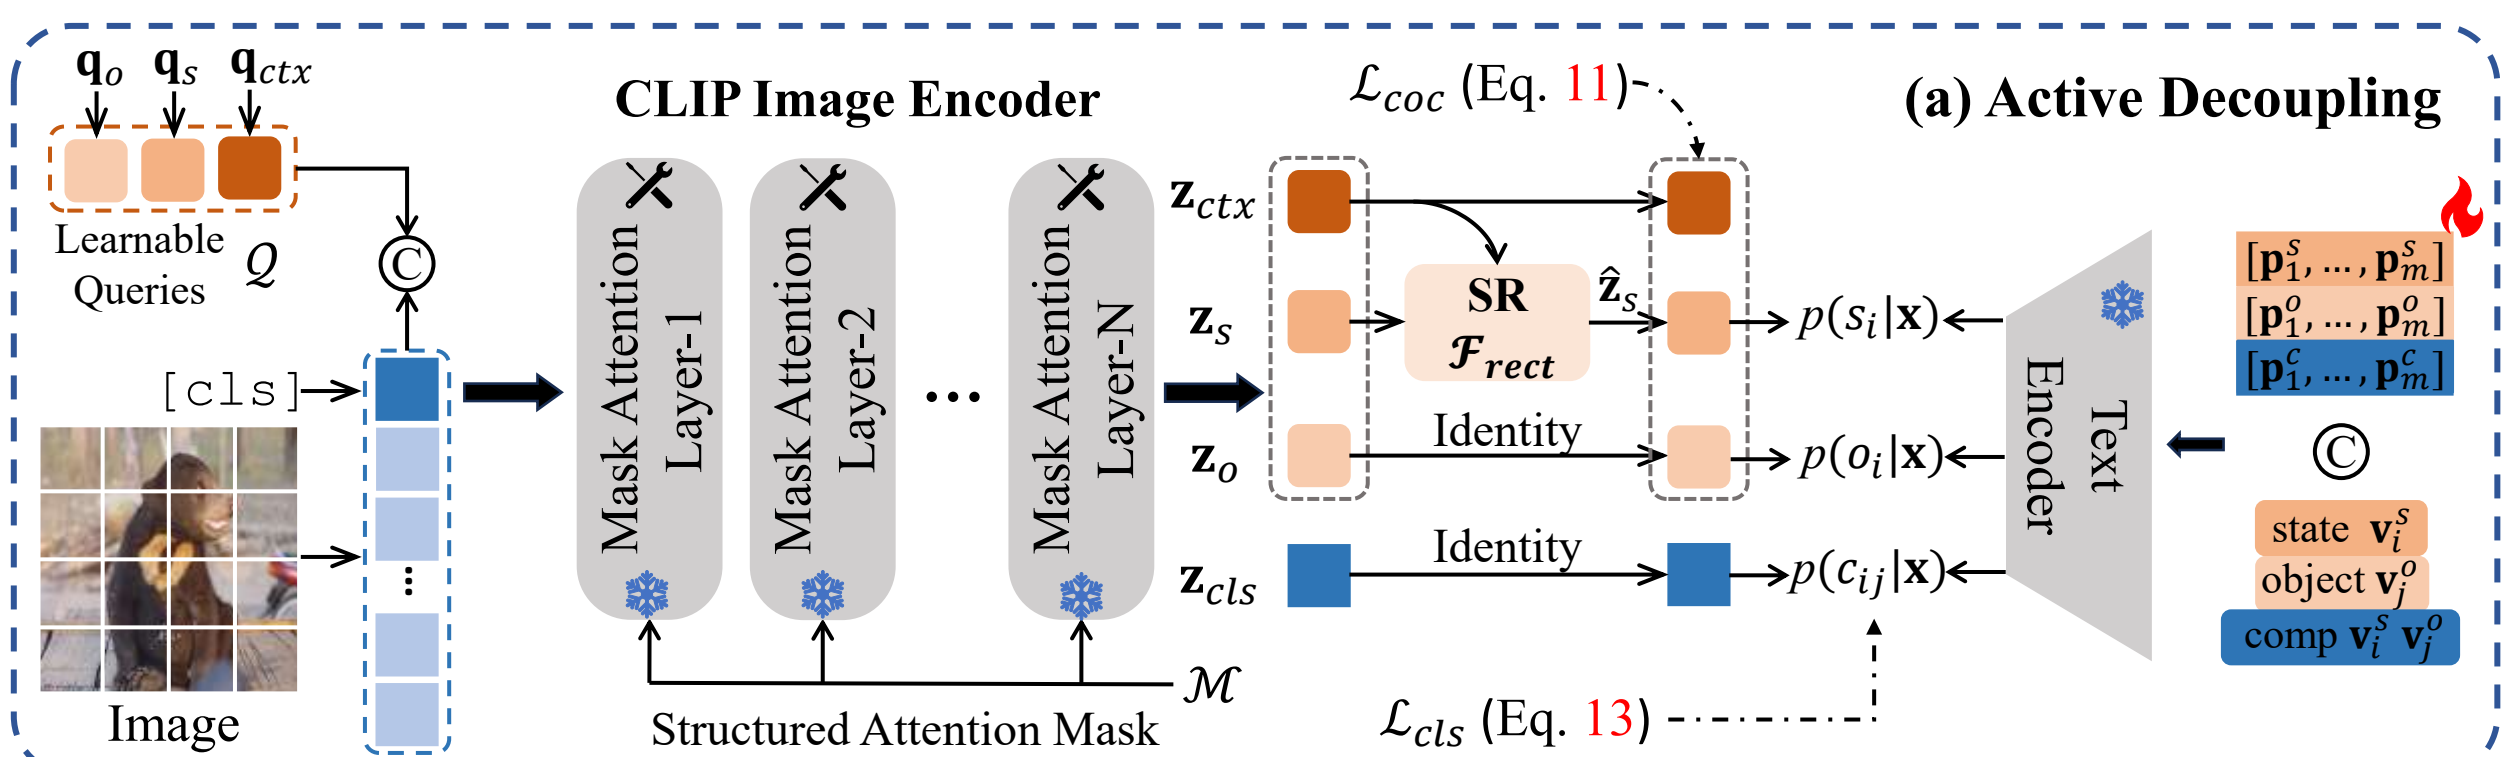 (a) Active Decoupling
q_o q_s q_ctx
Learnable
Queries Q
©
[cls]
Image
CLIP Image Encoder
Mask Attention
Layer-1
Mask Attention
Layer-2
...
Mask Attention
Layer-N
ℳ
Structured Attention Mask
ℒ_coc (Eq. 11)
z_ctx
z_s
SR
ℱ_rect
ẑ_s
z_o
Identity
z_cls
Identity
p(s_i|x)
p(o_i|x)
p(c_ij|x)
ℒ_cls (Eq. 13)
Text
Encoder
[p_1^s, ..., p_m^s]
[p_1^o, ..., p_m^o]
[p_1^c, ..., p_m^c]
©
state v_i^s
object v_j^o
comp v_i^s v_j^o